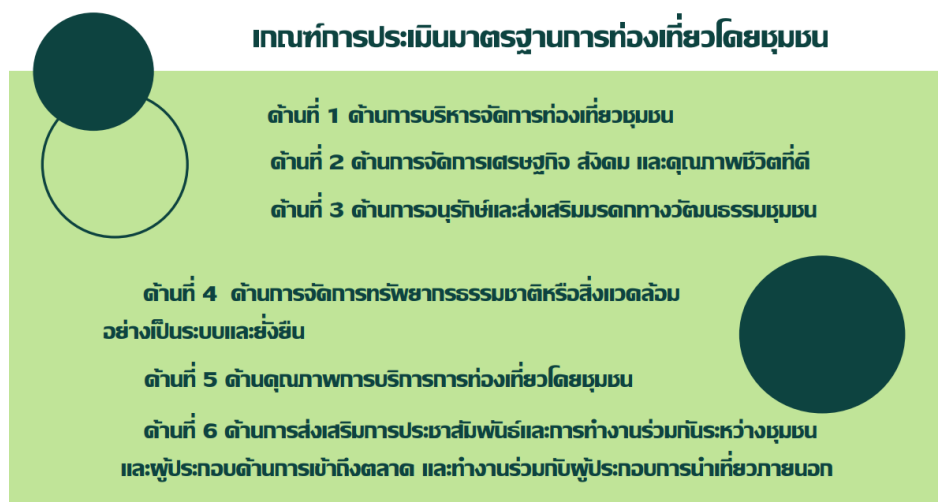 เกณฑ์การประเมินมาตรฐานการท่องเที่ยวโดยชุมชน
ด้านที่ 1 ด้านการบริหารจัดการท่องเที่ยวชุมชน
ด้านที่ 2 ด้านการจัดการเศรษฐกิจ สังคม และคุณภาพชีวิตที่ดี
ด้านที่ 3 ด้านการอนุรักษ์และส่งเสริมมรดกทางวัฒนธรรมชุมชน
ด้านที่ 4 ด้านการจัดการทรัพยากรธรรมชาติหรือสิ่งแวดล้อม
อย่างเป็นระบบและยั่งยืน
ด้านที่ 5 ด้านคุณภาพการบริการการท่องเที่ยวโดยชุมชน
ด้านที่ 6 ด้านการส่งเสริมการประชาสัมพันธ์และการทำงานร่วมกันระหว่างชุมชน
และผู้ประกอบด้านการเข้าถึงตลาด และทำงานร่วมกับผู้ประกอบการนำเที่ยวภายนอก